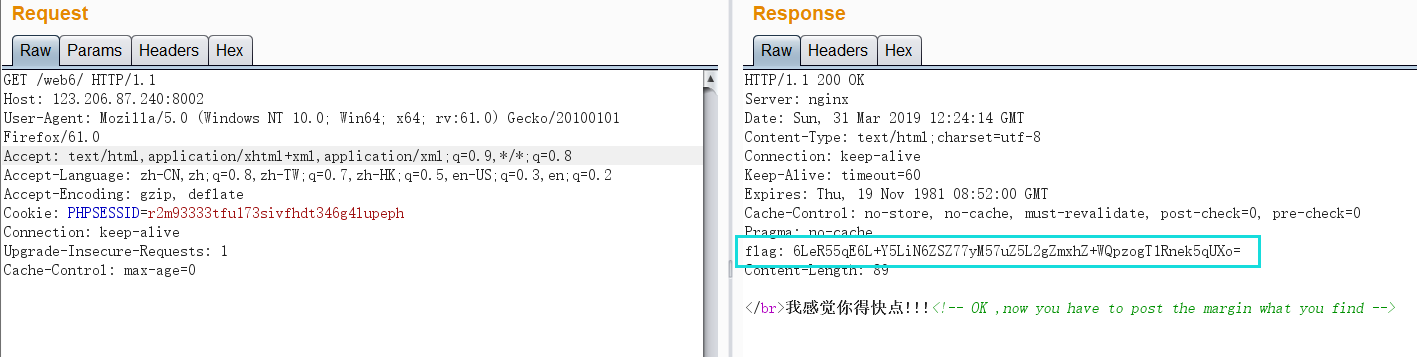 Request
Raw Params Headers Hex
GET /web6/ HTTP/1.1
Host: 123.206.87.240:8002
User-Agent: Mozilla/5.0 (Windows NT 10.0; Win64; x64; rv:61.0) Gecko/20100101
Firefox/61.0
Accept: text/html,application/xhtml+xml,application/xml;q=0.9,*/*;q=0.8
Accept-Language: zh-CN,zh;q=0.8,zh-TW;q=0.7,zh-HK;q=0.5,en-US;q=0.3,en;q=0.2
Accept-Encoding: gzip, deflate
Cookie: PHPSESSID=r2m93333tfu173sivfhdt346g4lupeph
Connection: keep-alive
Upgrade-Insecure-Requests: 1
Cache-Control: max-age=0
Response
Raw Headers Hex
HTTP/1.1 200 OK
Server: nginx
Date: Sun, 31 Mar 2019 12:24:14 GMT
Content-Type: text/html;charset=utf-8
Connection: keep-alive
Keep-Alive: timeout=60
Expires: Thu, 19 Nov 1981 08:52:00 GMT
Cache-Control: no-store, no-cache, must-revalidate, post-check=0, pre-check=0
Pragma: no-cache
flag: 6LeR55qE6L+Y5LiN6ZSZ77yM57uZ5L2gZmxhZ+WQpzogT1Rnek5qUXo=
Content-Length: 89
</br>我感觉你得快点!!!<!-- OK ,now you have to post the margin what you find -->